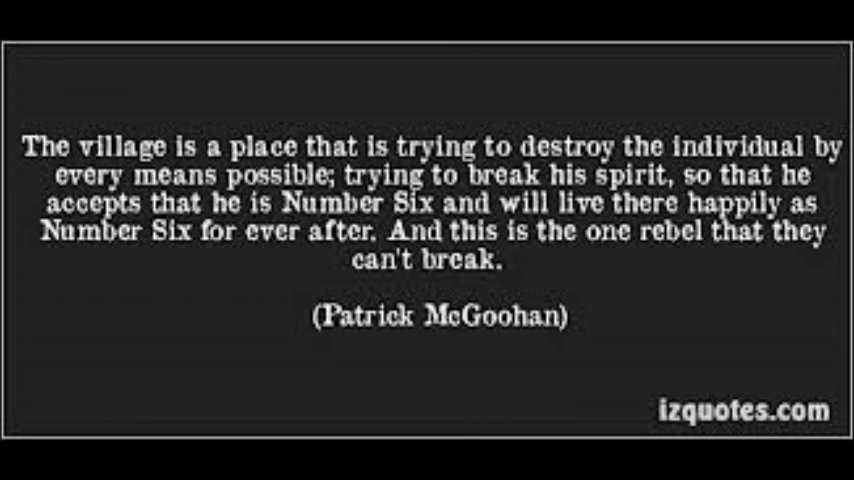 The village is a place that is trying to destroy the individual by
every means possible; trying to break his spirit, so that he
accepts that he is Number Six and will live there happily as
Number Six for ever after. And this is the one rebel that they
can't break.
(Patrick McGoohan)
izquotes.com